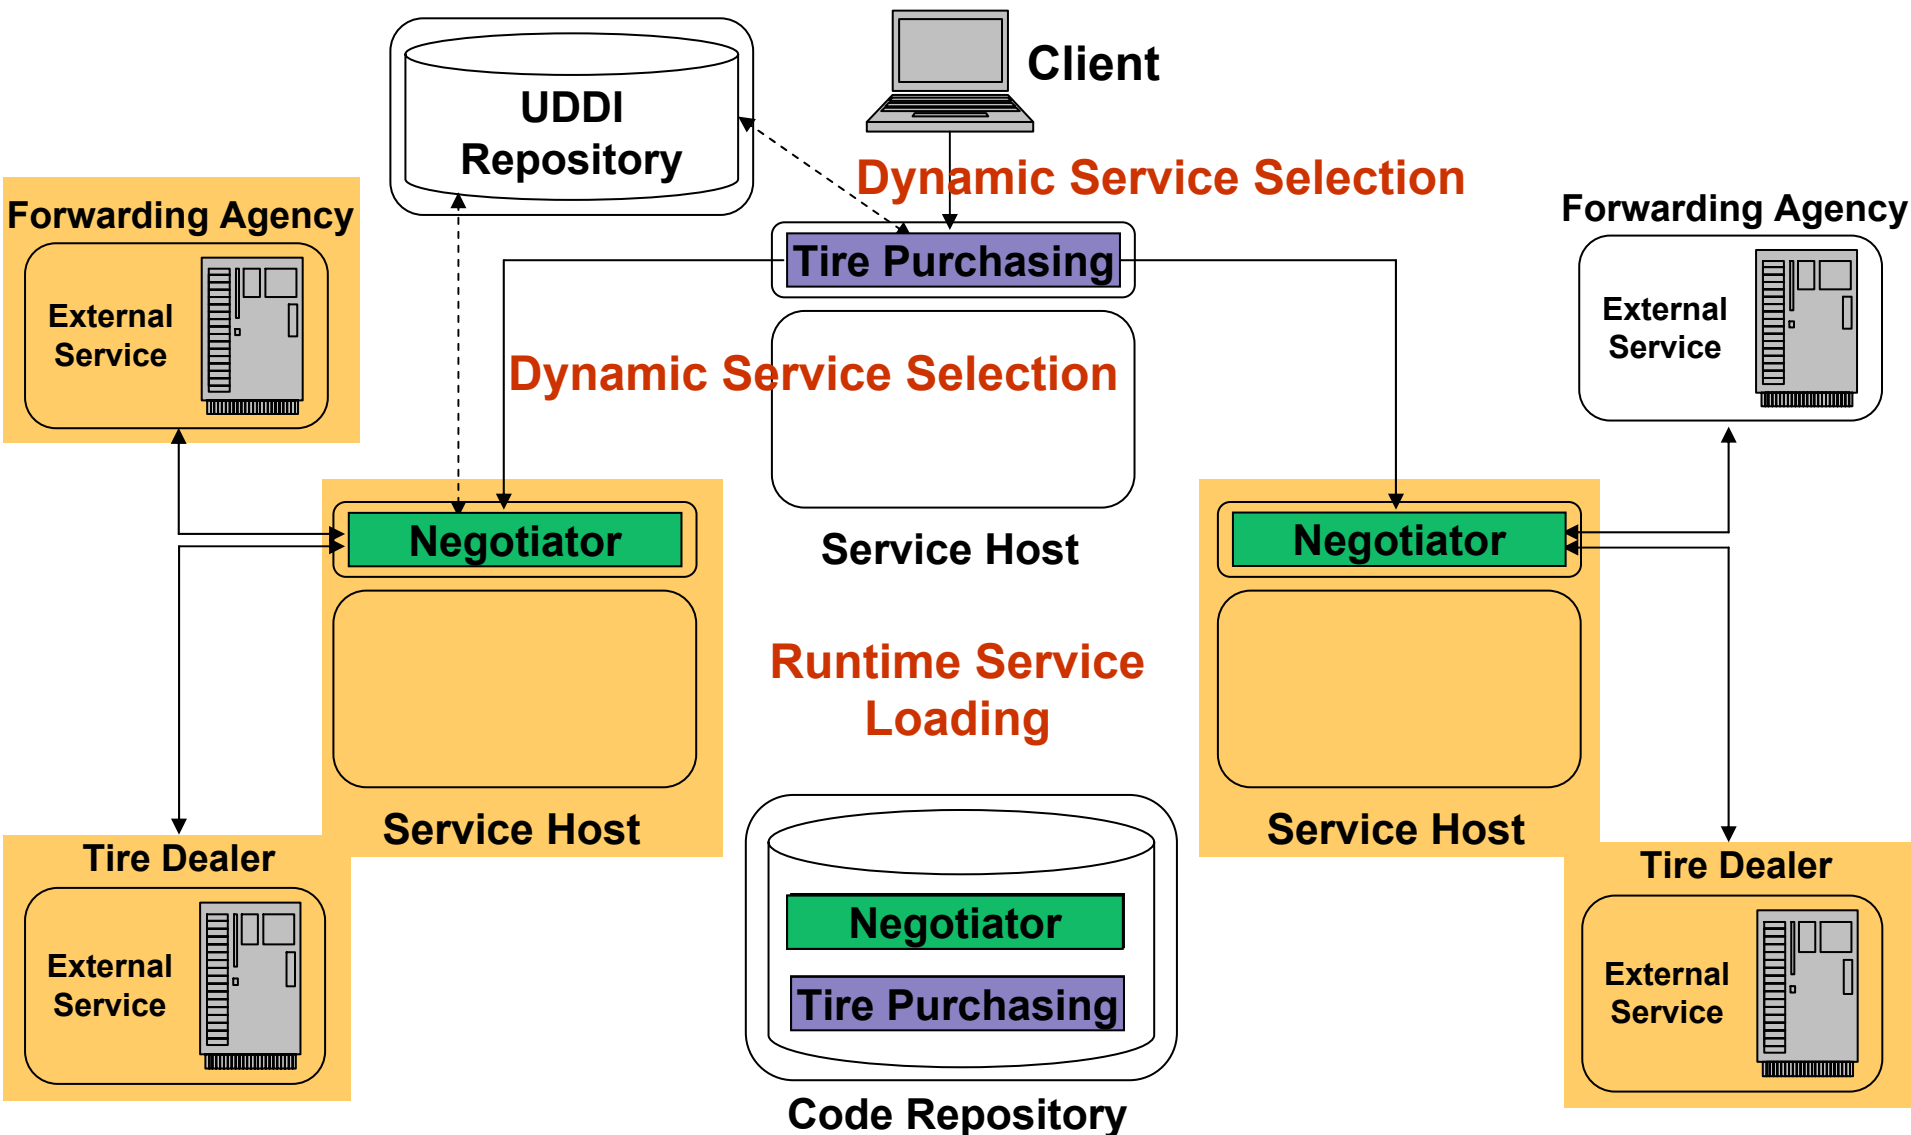 Client
UDDI
Repository
Dynamic Service Selection
Forwarding Agency
Forwarding Agency
Tire Purchasing
External
Service
External
Service
Dynamic Service Selection
Negotiator
Service Host
Negotiator
Runtime Service
Loading
Service Host
Service Host
Tire Dealer
Tire Dealer
Negotiator
External
Service
External
Service
Tire Purchasing
Code Repository